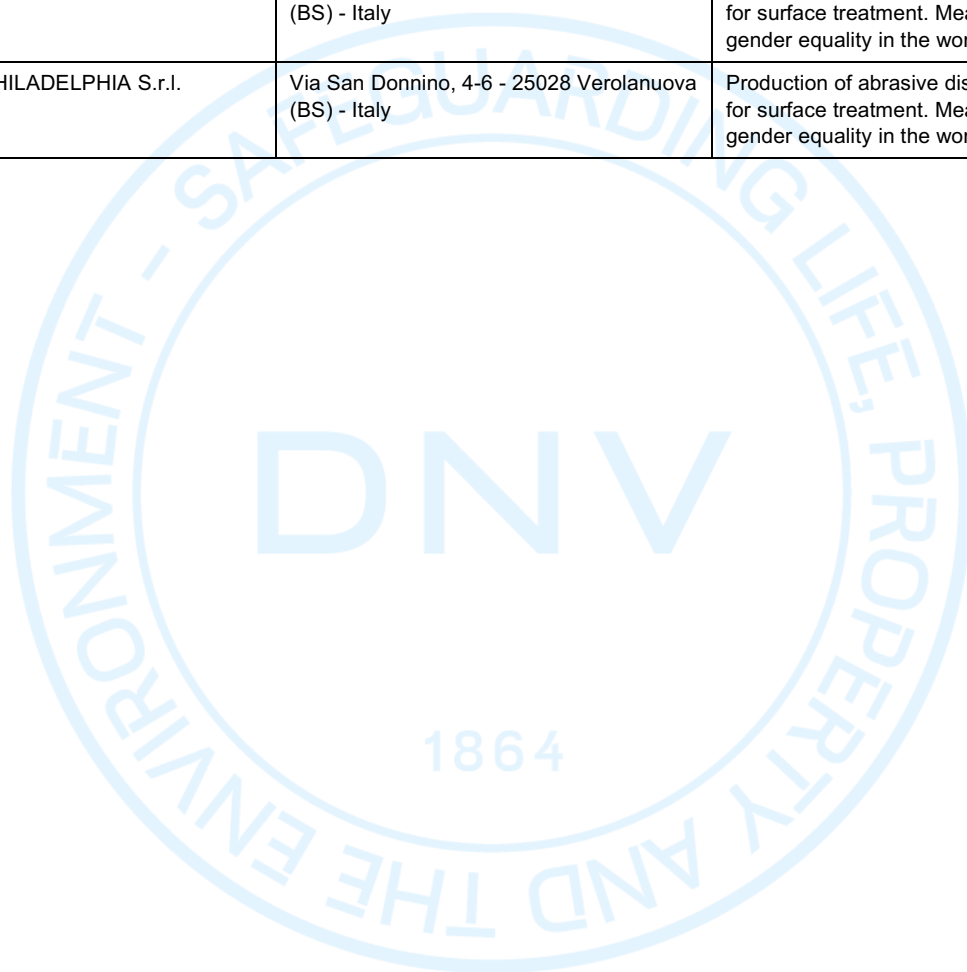 (BS) - Italy
for surface treatment. Mea
gender equality in the wor
HILADELPHIA S.r.l.
Via San Donnino, 4-6 - 25028 Verolanuova
(BS) - Italy
Production of abrasive dis
for surface treatment. Mea
gender equality in the wor
SAFEGUARDING LIFE, PROPERTY AND THE ENVIRONMENT -
DNV
1864